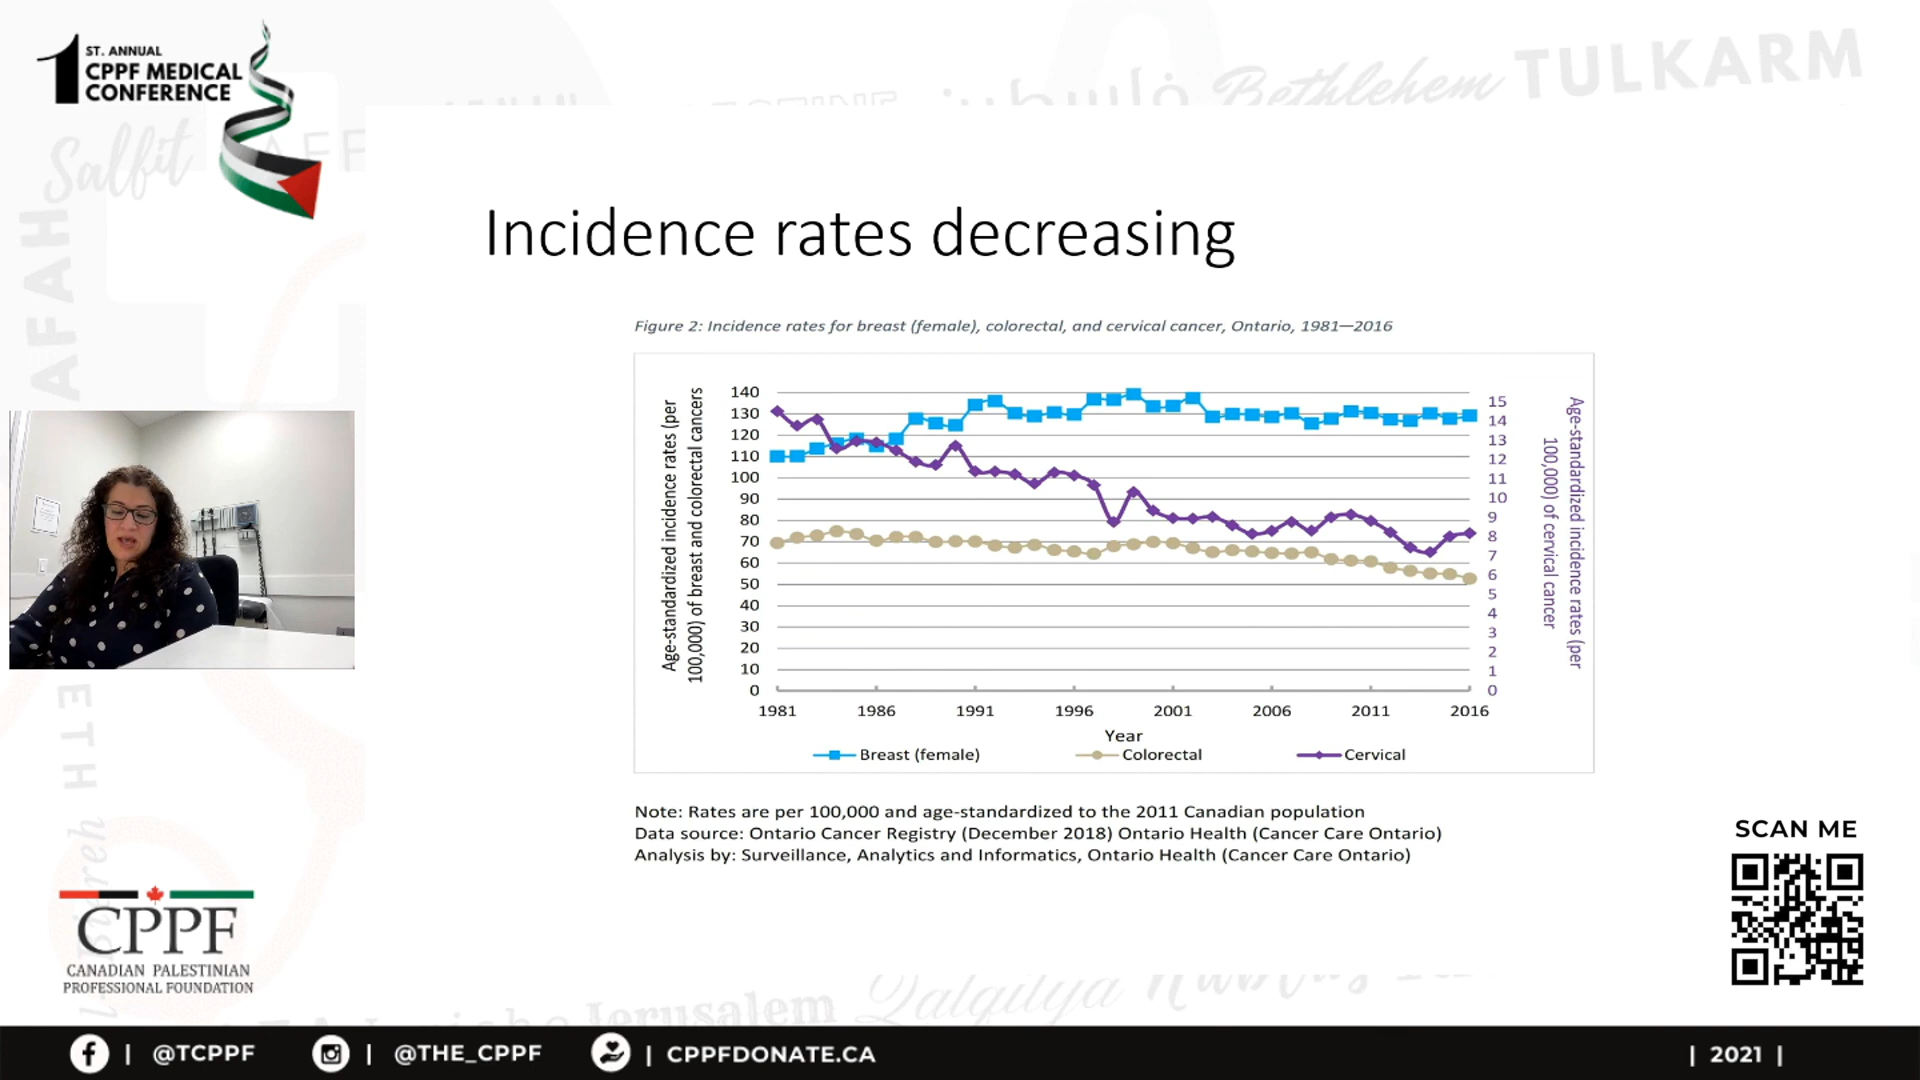 1 ST. ANNUAL
CPPF MEDICAL
CONFERENCE
Bethlehem TULKARM
Salfit
AFAH
Incidence rates decreasing
Figure 2: Incidence rates for breast (female), colorectal, and cervical cancer, Ontario, 1981—2016
Age-standardized incidence rates (per
100,000) of breast and colorectal cancers
140
130
120
110
100
90
80
70
60
50
40
30
20
10
0
15
14
13
12
11
10
9
8
7
6
5
4
3
2
1
0
Age-standardized incidence rates (per
100,000) of cervical cancer
1981 1986 1991 1996 2001 2006 2011 2016
Year
Breast (female) Colorectal Cervical
Note: Rates are per 100,000 and age-standardized to the 2011 Canadian population
Data source: Ontario Cancer Registry (December 2018) Ontario Health (Cancer Care Ontario)
Analysis by: Surveillance, Analytics and Informatics, Ontario Health (Cancer Care Ontario)
SCAN ME
CPPF
CANADIAN PALESTINIAN
PROFESSIONAL FOUNDATION
Jerusalem Qalqilya
| @TCPPF | @THE_CPPF | CPPFDONATE.CA | 2021 |